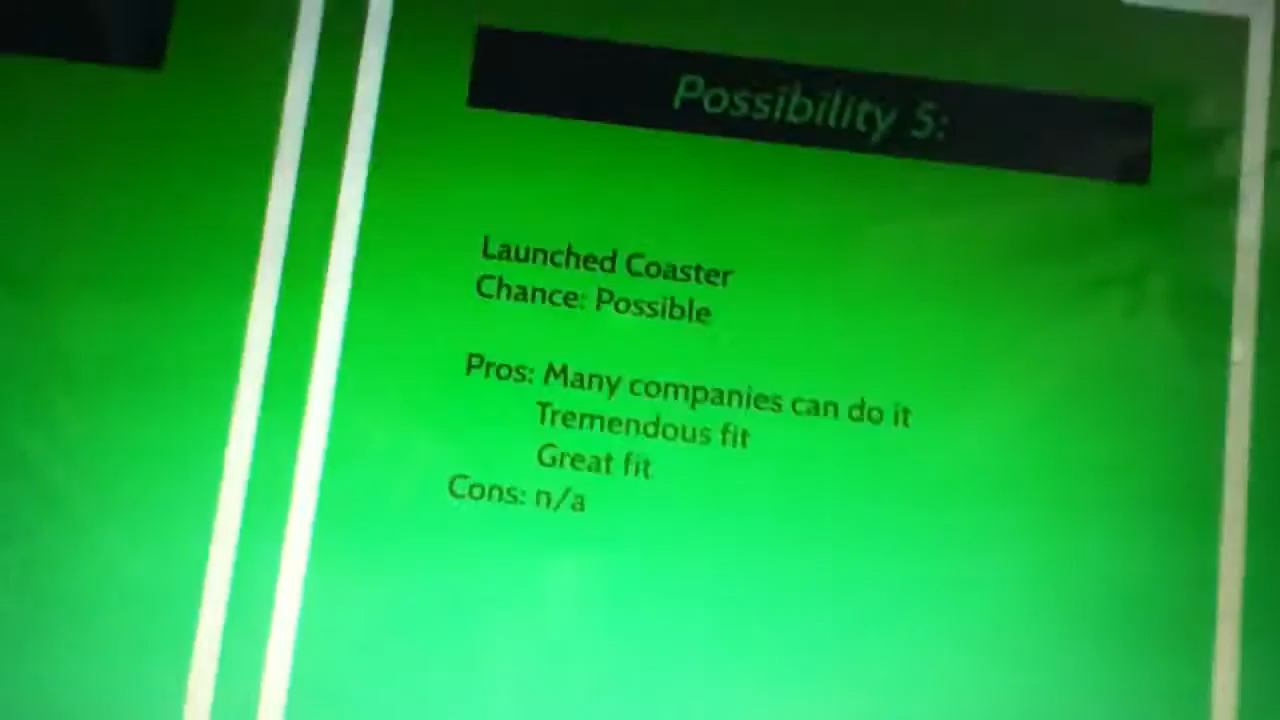 Possibility 5:
Launched Coaster
Chance: Possible
Pros: Many companies can do it
Tremendous fit
Great fit
Cons: n/a